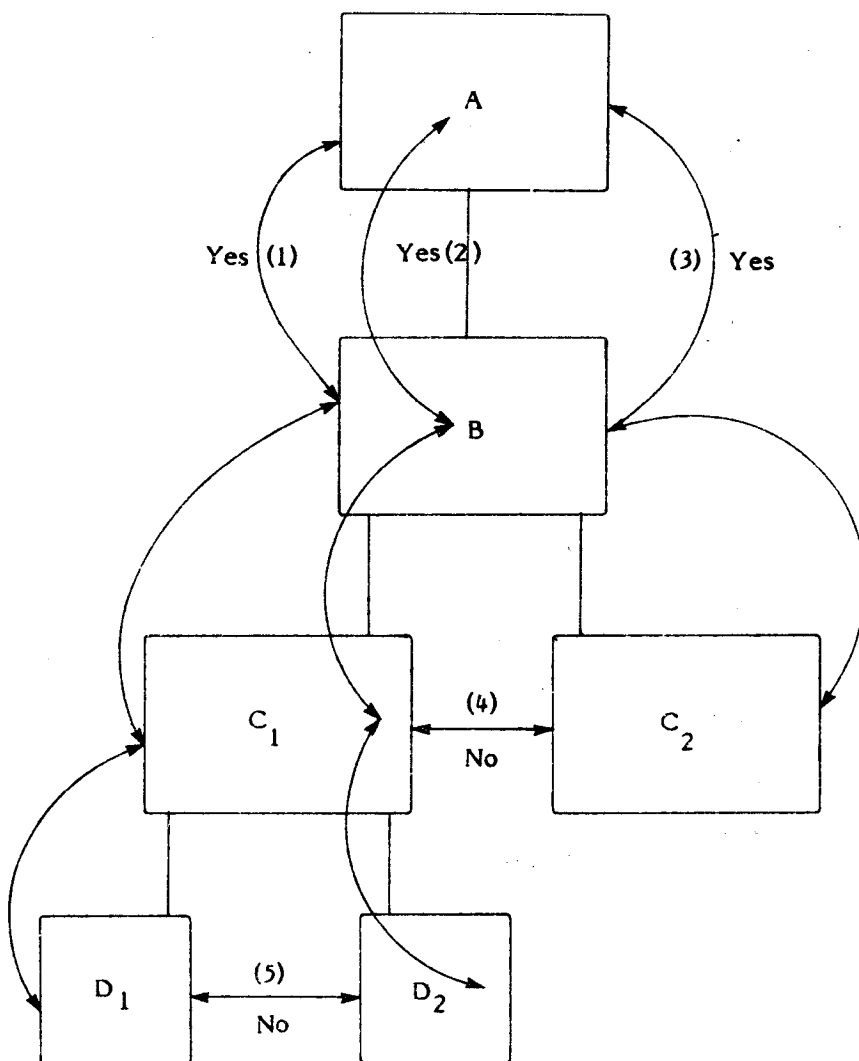 A
Yes (1)
Yes (2)
(3) Yes
B
C1
(4)
No
C2
D1
(5)
No
D2